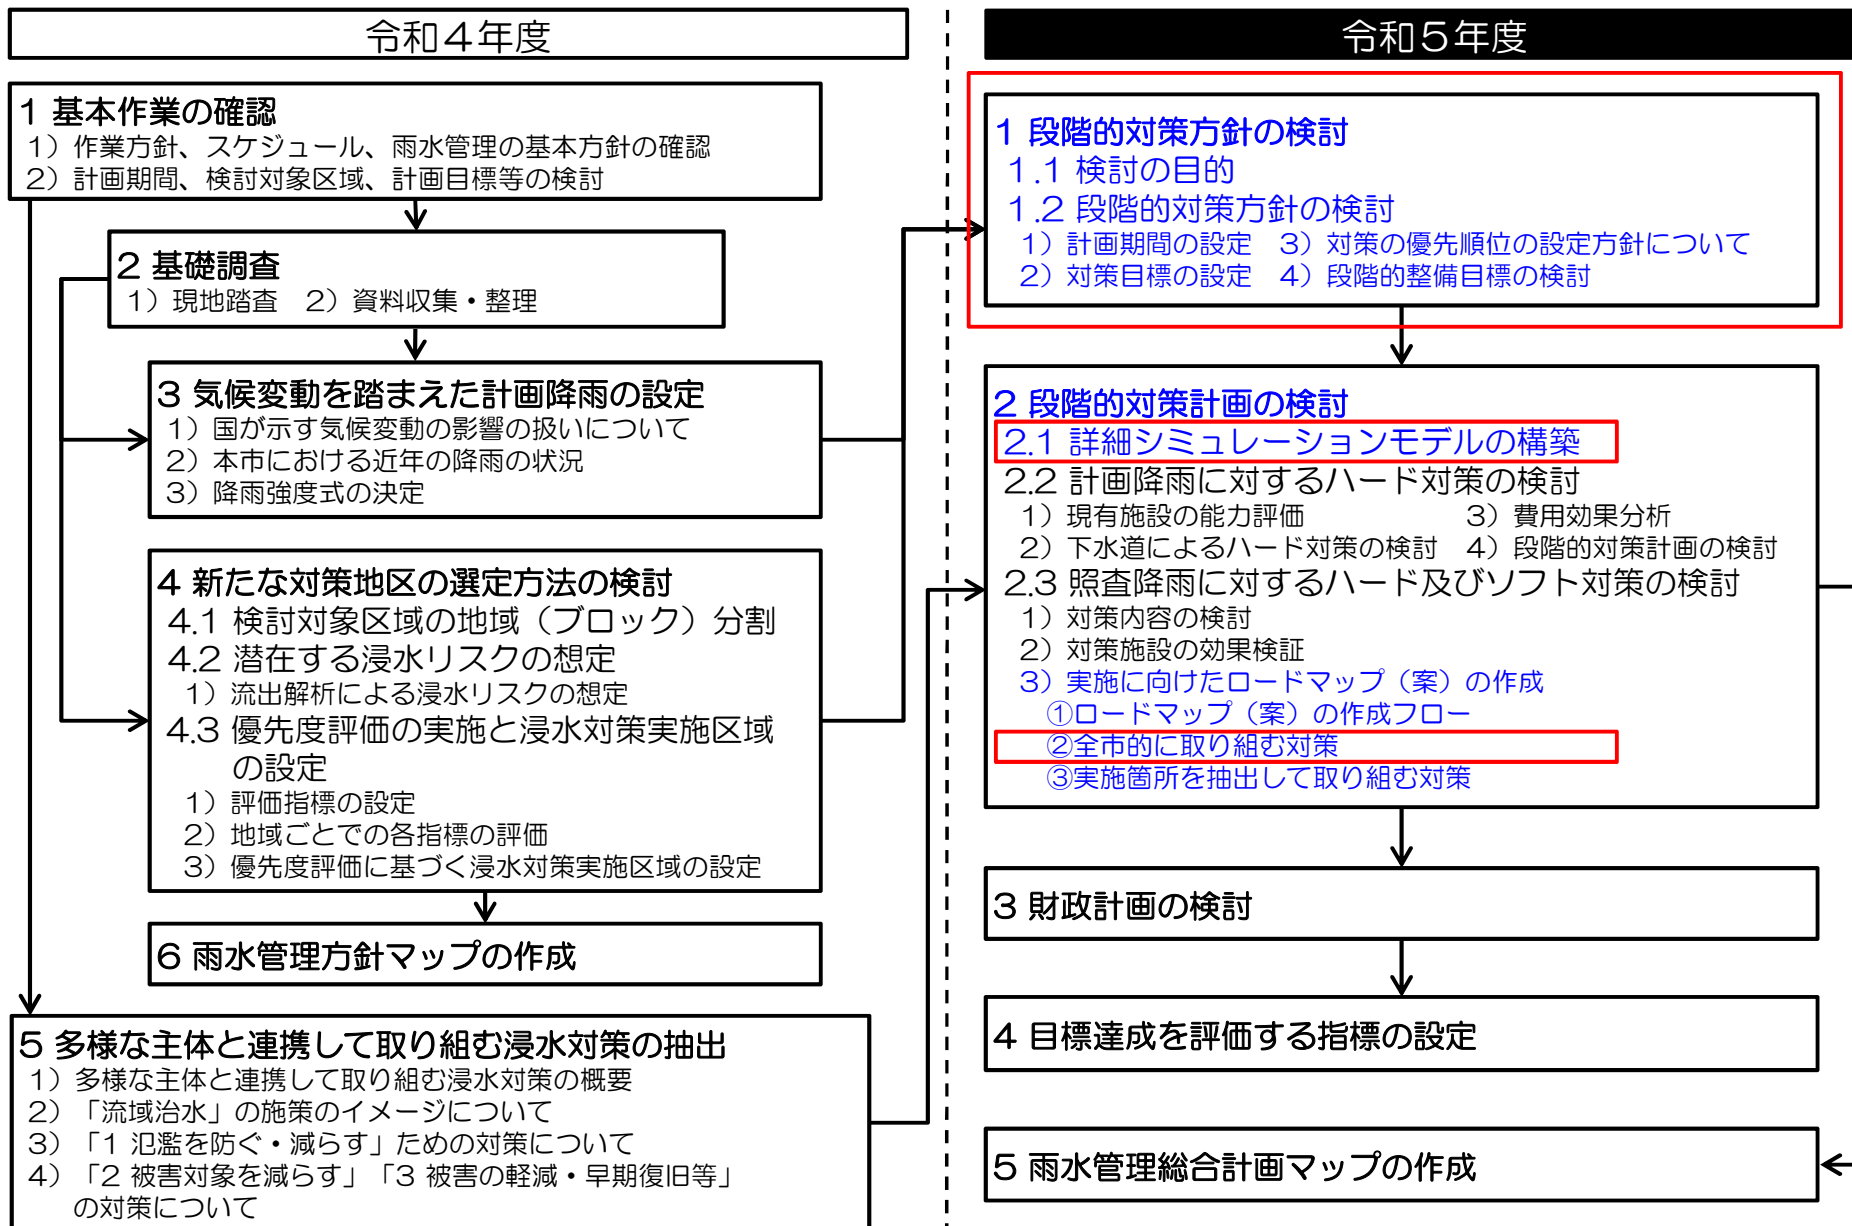 令和４年度
１ 基本作業の確認
１）作業方針、スケジュール、雨水管理の基本方針の確認
２）計画期間、検討対象区域、計画目標等の検討
２ 基礎調査
１）現地踏査　２）資料収集・整理
３ 気候変動を踏まえた計画降雨の設定
１）国が示す気候変動の影響の扱いについて
２）本市における近年の降雨の状況
３）降雨強度式の決定
４ 新たな対策地区の選定方法の検討
４.１ 検討対象区域の地域（ブロック）分割
４.２ 潜在する浸水リスクの想定
１）流出解析による浸水リスクの想定
４.３ 優先度評価の実施と浸水対策実施区域
の設定
１）評価指標の設定
２）地域ごとでの各指標の評価
３）優先度評価に基づく浸水対策実施区域の設定
６ 雨水管理方針マップの作成
５ 多様な主体と連携して取り組む浸水対策の抽出
１）多様な主体と連携して取り組む浸水対策の概要
２）「流域治水」の施策のイメージについて
３）「１ 氾濫を防ぐ・減らす」ための対策について
４）「２ 被害対象を減らす」「３ 被害の軽減・早期復旧等」
の対策について
令和５年度
１ 段階的対策方針の検討
１.１ 検討の目的
１.２ 段階的対策方針の検討
１）計画期間の設定　３）対策の優先順位の設定方針について
２）対策目標の設定　４）段階的整備目標の検討
２ 段階的対策計画の検討
２.１ 詳細シミュレーションモデルの構築
２.２ 計画降雨に対するハード対策の検討
１）現有施設の能力評価　３）費用効果分析
２）下水道によるハード対策の検討　４）段階的対策計画の検討
２.３ 照査降雨に対するハード及びソフト対策の検討
１）対策内容の検討
２）対策施設の効果検証
３）実施に向けたロードマップ（案）の作成
①ロードマップ（案）の作成フロー
②全市的に取り組む対策
③実施箇所を抽出して取り組む対策
３ 財政計画の検討
４ 目標達成を評価する指標の設定
５ 雨水管理総合計画マップの作成